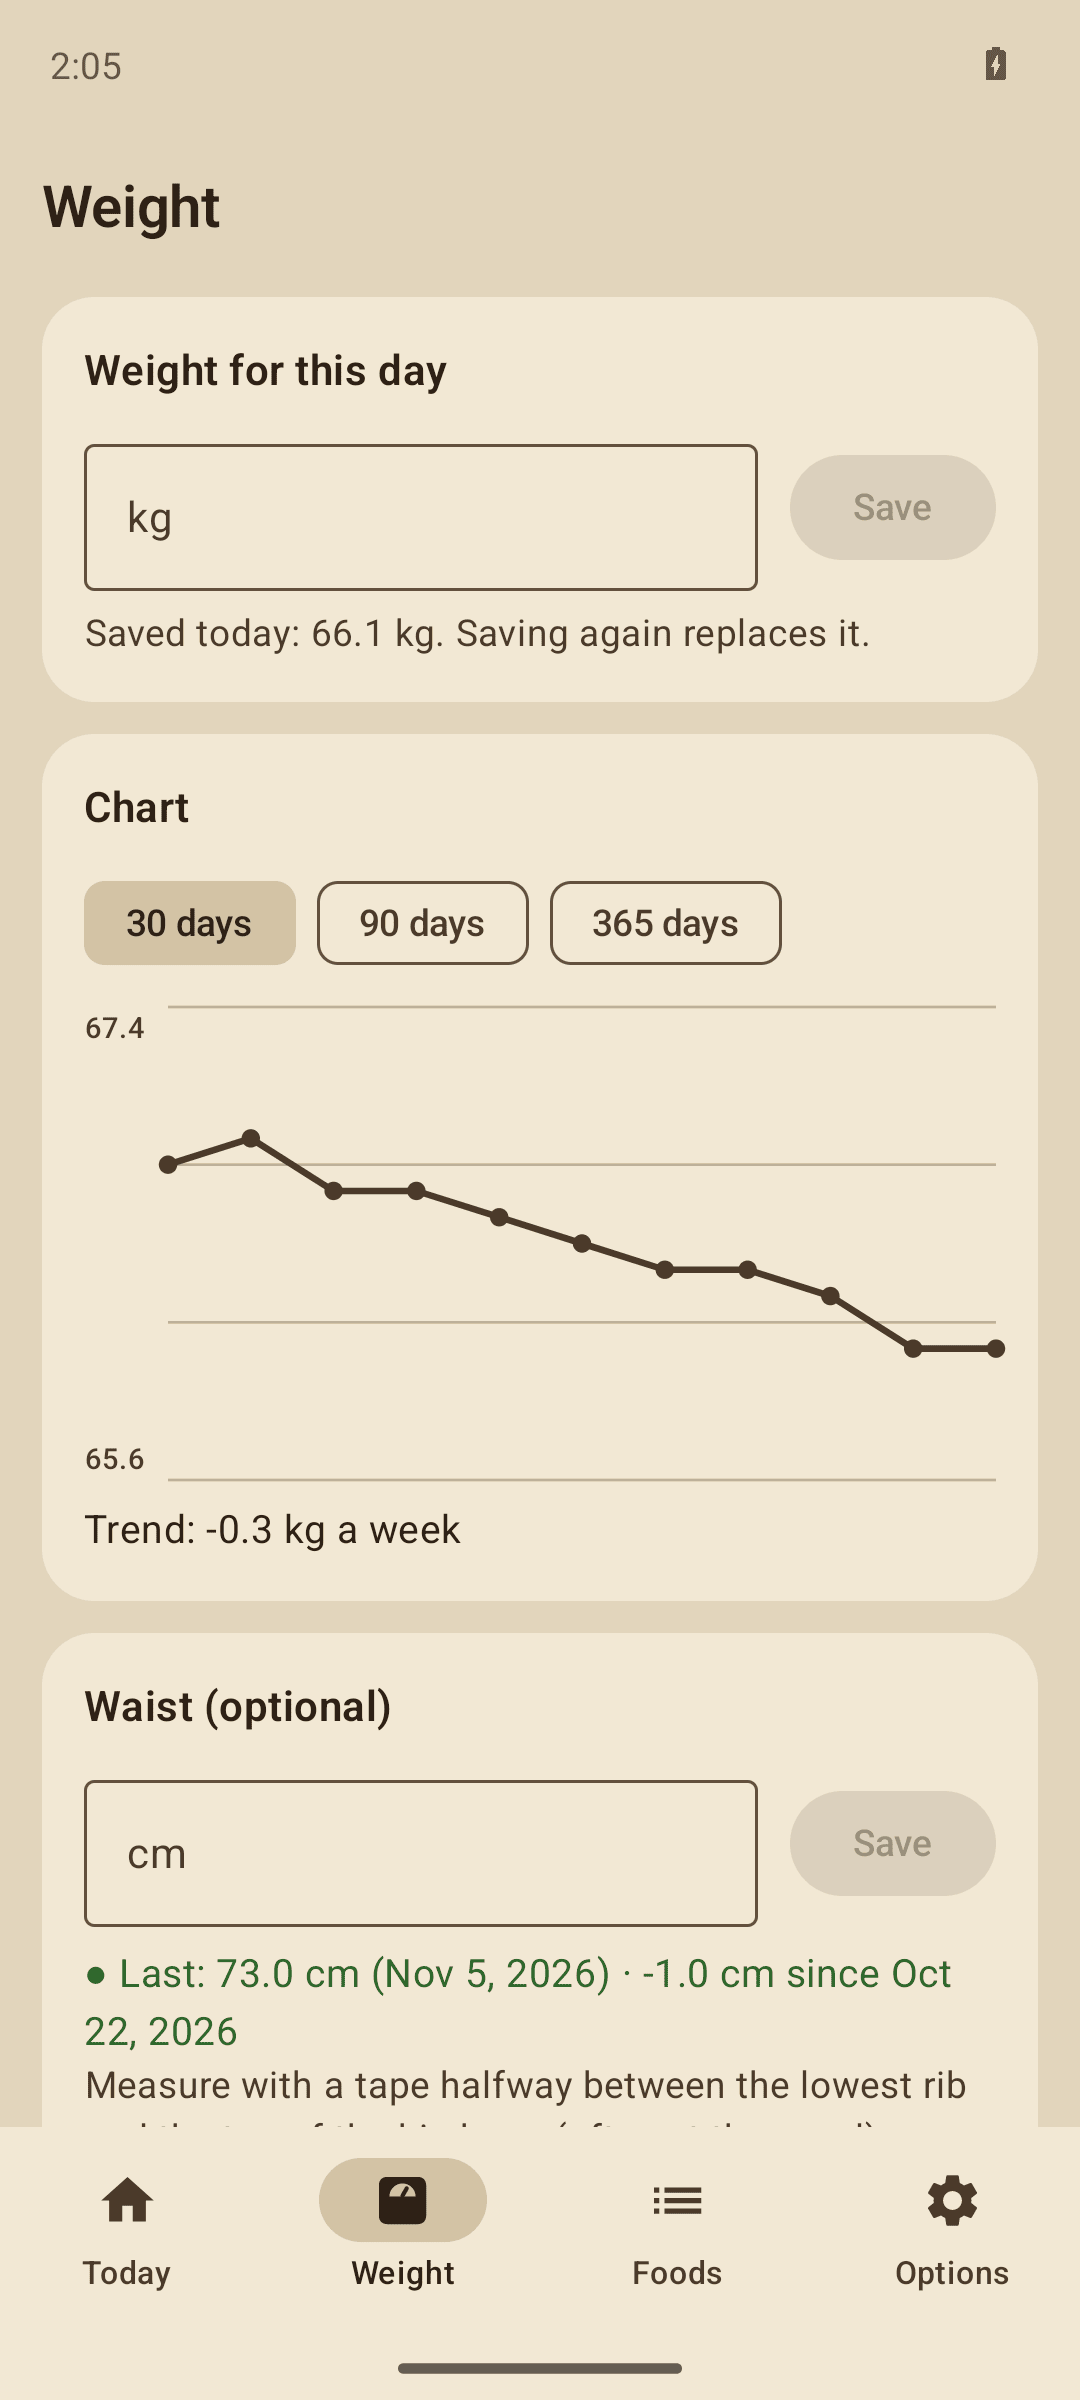 2:05
Weight
Weight for this day
kg
Save
Saved today: 66.1 kg. Saving again replaces it.
Chart
30 days
90 days
365 days
67.4
65.6
Trend: -0.3 kg a week
Waist (optional)
cm
Save
● Last: 73.0 cm (Nov 5, 2026) · -1.0 cm since Oct
22, 2026
Measure with a tape halfway between the lowest rib
Today
Weight
Foods
Options